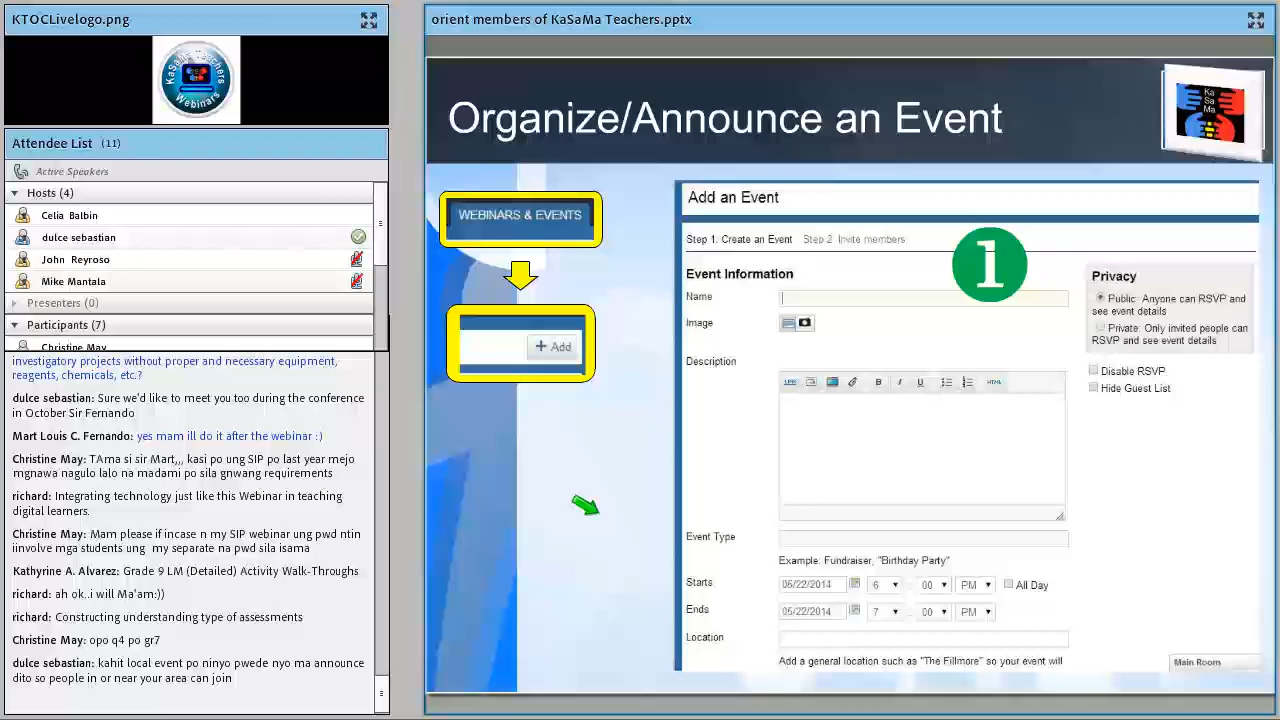 KTOCLivelogo.png
KaSaMa Teachers
Webinars
Attendee List (11)
Active Speakers
Hosts (4)
Celia Balbin
dulce sebastian
John Reyroso
Mike Mantala
Presenters (0)
Participants (7)
Christine May
investigatory projects without proper and necessary equipment,
reagents, chemicals, etc.?
dulce sebastian: Sure we'd like to meet you too during the conference
in October Sir Fernando
Mart Louis C. Fernando: yes mam ill do it after the webinar :)
Christine May: TAma si sir Mart,,, kasi po ung SIP po last year mejo
mgnawa nagulo lalo na madami po sila gnwang requirements
richard: Integrating technology just like this Webinar in teaching
digital learners.
Christine May: Mam please if incase n my SIP webinar ung pwd ntin
iinvolve mga students ung my separate na pwd sila isama
Kathyrine A. Alvarez: Grade 9 LM (Detailed) Activity Walk-Throughs
richard: ah ok..i will Ma'am:))
richard: Constructing understanding type of assessments
Christine May: opo q4 po gr7
dulce sebastian: kahit local event po ninyo pwede nyo ma announce
dito so people in or near your area can join
orient members of KaSaMa Teachers.pptx
Organize/Announce an Event
Ka
Sa
Ma
WEBINARS & EVENTS
+ Add
Add an Event
Step 1. Create an Event Step 2 Invite members
1
Event Information
Name
Image
Description
LINK
B I U
HTML
Event Type
Example: Fundraiser, "Birthday Party"
Starts 05/22/2014 6 00 PM All Day
Ends 05/22/2014 7 00 PM
Location
Add a general location such as "The Fillmore" so your event will
Privacy
Public: Anyone can RSVP and
see event details
Private: Only invited people can
RSVP and see event details
Disable RSVP
Hide Guest List
Main Room